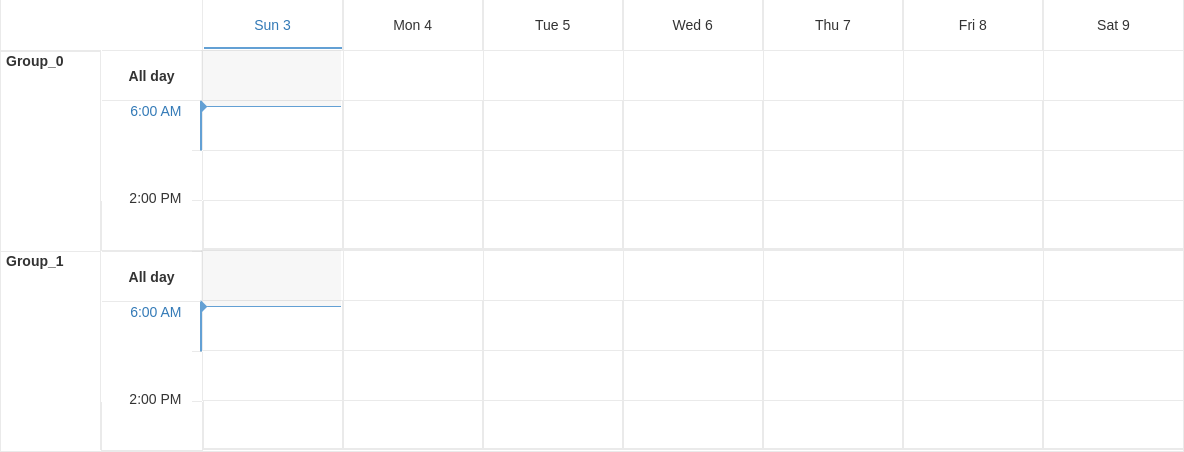 Sun 3 Mon 4 Tue 5 Wed 6 Thu 7 Fri 8 Sat 9
Group_0
All day
6:00 AM
2:00 PM
Group_1
All day
6:00 AM
2:00 PM